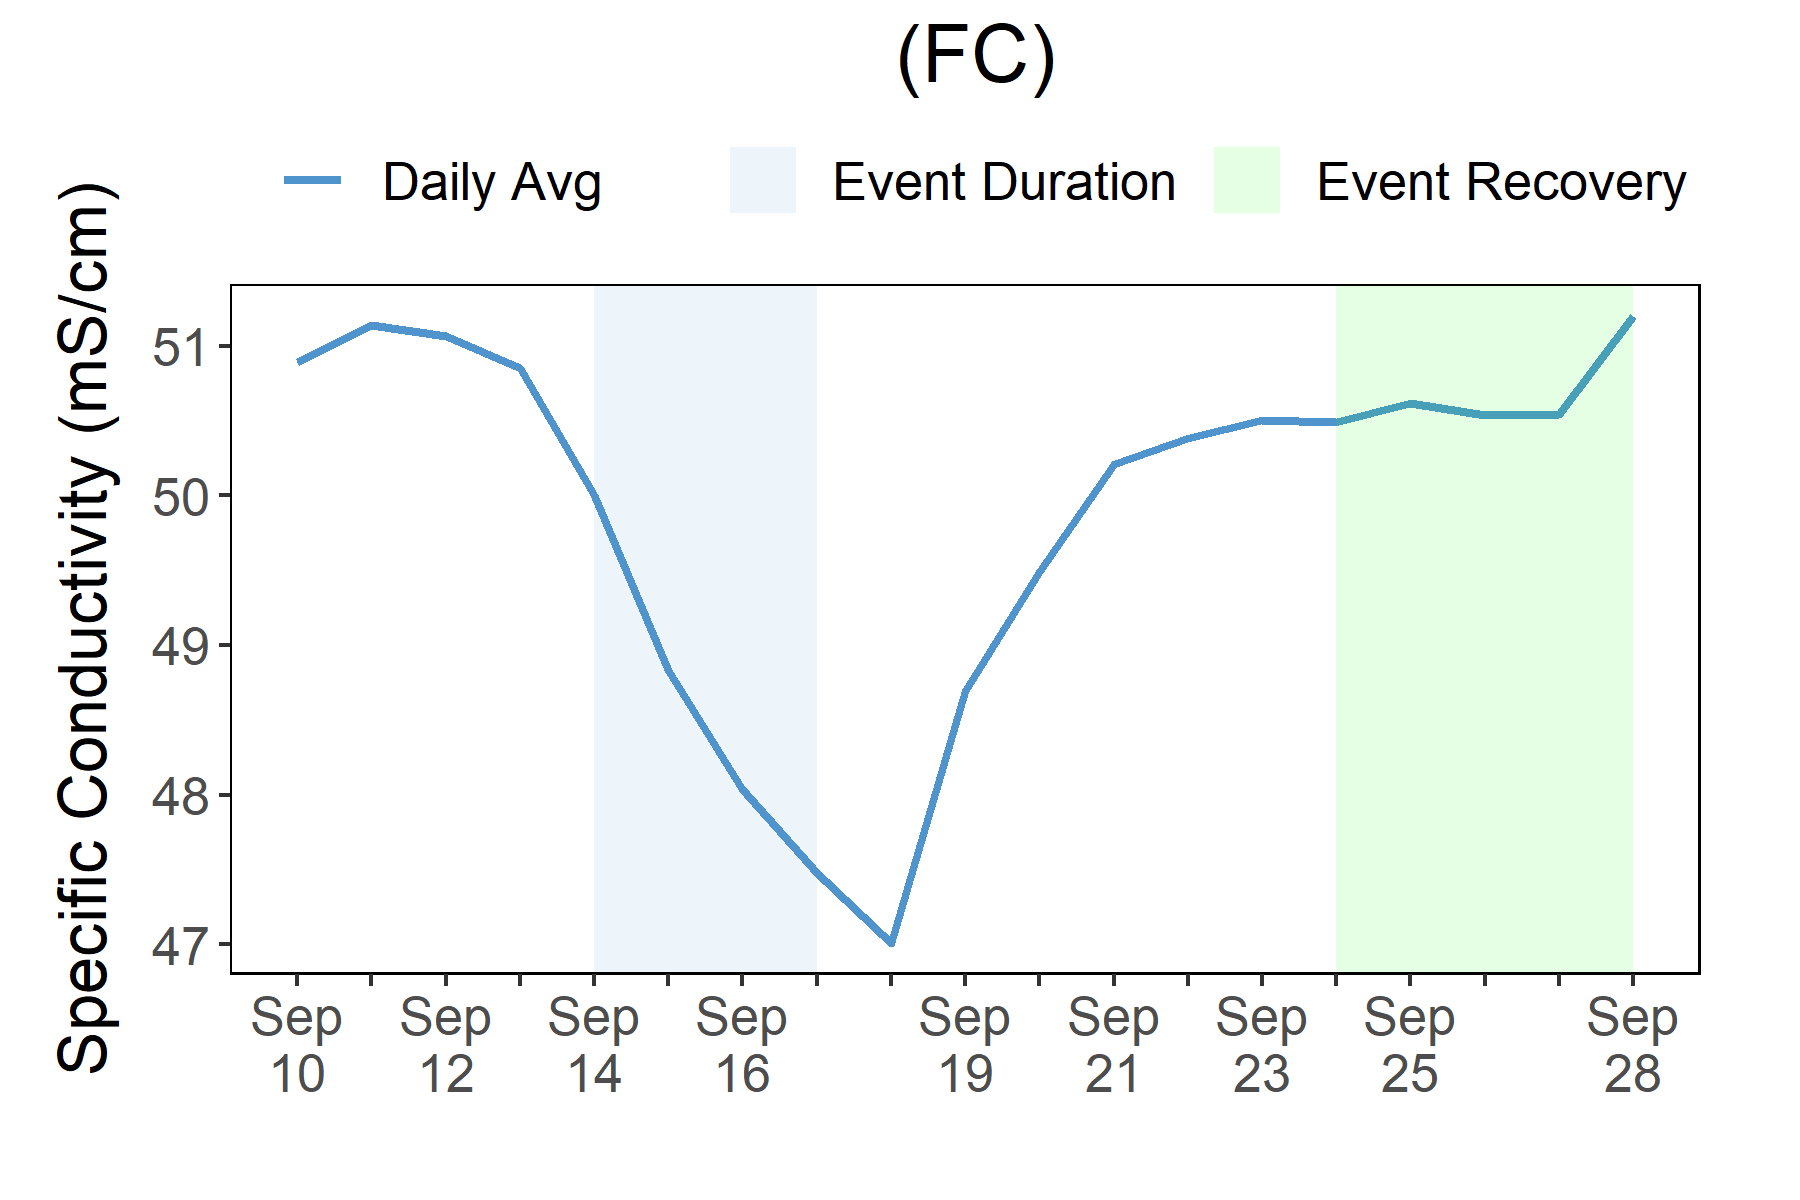 (FC)
Daily Avg
Event Duration
Event Recovery
Specific Conductivity (mS/cm)
51
50
49
48
47
Sep
10
Sep
12
Sep
14
Sep
16
Sep
19
Sep
21
Sep
23
Sep
25
Sep
28